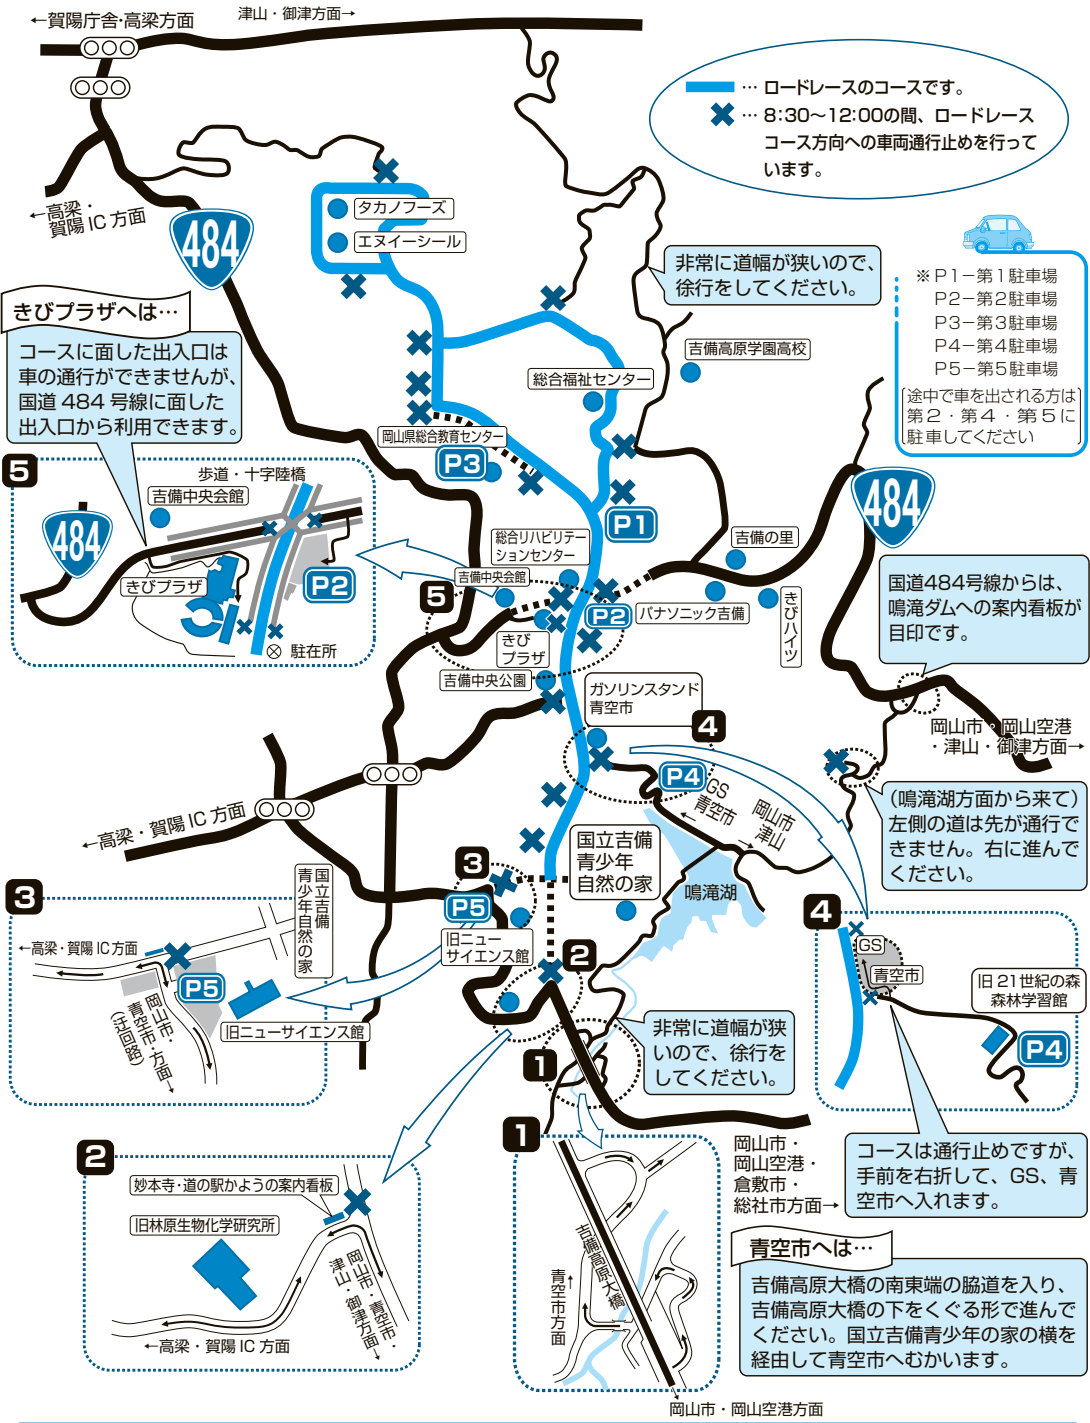 ←賀陽庁舎・高梁方面
津山・御津方面→
… ロードレースのコースです。
… 8:30～12:00の間、ロードレース
コース方向への車両通行止めを行って
います。
←高梁・
賀陽 IC 方面
484
タカノフーズ
エヌイーシール
非常に道幅が狭いので、
徐行をしてください。
※P1－第1駐車場
P2－第2駐車場
P3－第3駐車場
P4－第4駐車場
P5－第5駐車場
途中で車を出される方は
第2・第4・第5に
駐車してください
きびプラザへは…
コースに面した出入口は
車の通行ができませんが、
国道 484 号線に面した
出入口から利用できます。
吉備高原学園高校
総合福祉センター
岡山県総合教育センター
P3
P1
484
5
歩道・十字陸橋
吉備中央会館
484
きびプラザ
P2
駐在所
総合リハビリテー
ションセンター
吉備中央会館
5
P2
きび
プラザ
吉備中央公園
吉備の里
パナソニック吉備
きびハイツ
国道484号線からは、
鳴滝ダムへの案内看板が
目印です。
ガソリンスタンド
青空市
4
P4
GS
青空市
岡山市
津山
岡山市・岡山空港
・津山・御津方面→
(鳴滝湖方面から来て)
左側の道は先が通行で
きません。右に進んで
ください。
←高梁・賀陽 IC 方面
3
P5
国立吉備
青少年
自然の家
鳴滝湖
旧ニュー
サイエンス館
2
3
国立吉備
青少年自然の家
←高梁・賀陽 IC 方面
P5
岡山市・
青空市・方面→
(迂回路)
旧ニューサイエンス館
4
GS
青空市
旧 21世紀の森
森林学習館
P4
非常に道幅が狭
いので、徐行を
してください。
1
コースは通行止めですが、
手前を右折して、GS、青
空市へ入れます。
2
妙本寺・道の駅かようの案内看板
旧林原生物化学研究所
岡山市・青空市・
津山・御津方面→
←高梁・賀陽 IC 方面
1
吉備高原大橋
青空市方面→
岡山市・
岡山空港・
倉敷市・
総社市方面→
青空市へは…
吉備高原大橋の南東端の脇道を入り、
吉備高原大橋の下をくぐる形で進んで
ください。国立吉備青少年の家の横を
経由して青空市へむかいます。
岡山市・岡山空港方面